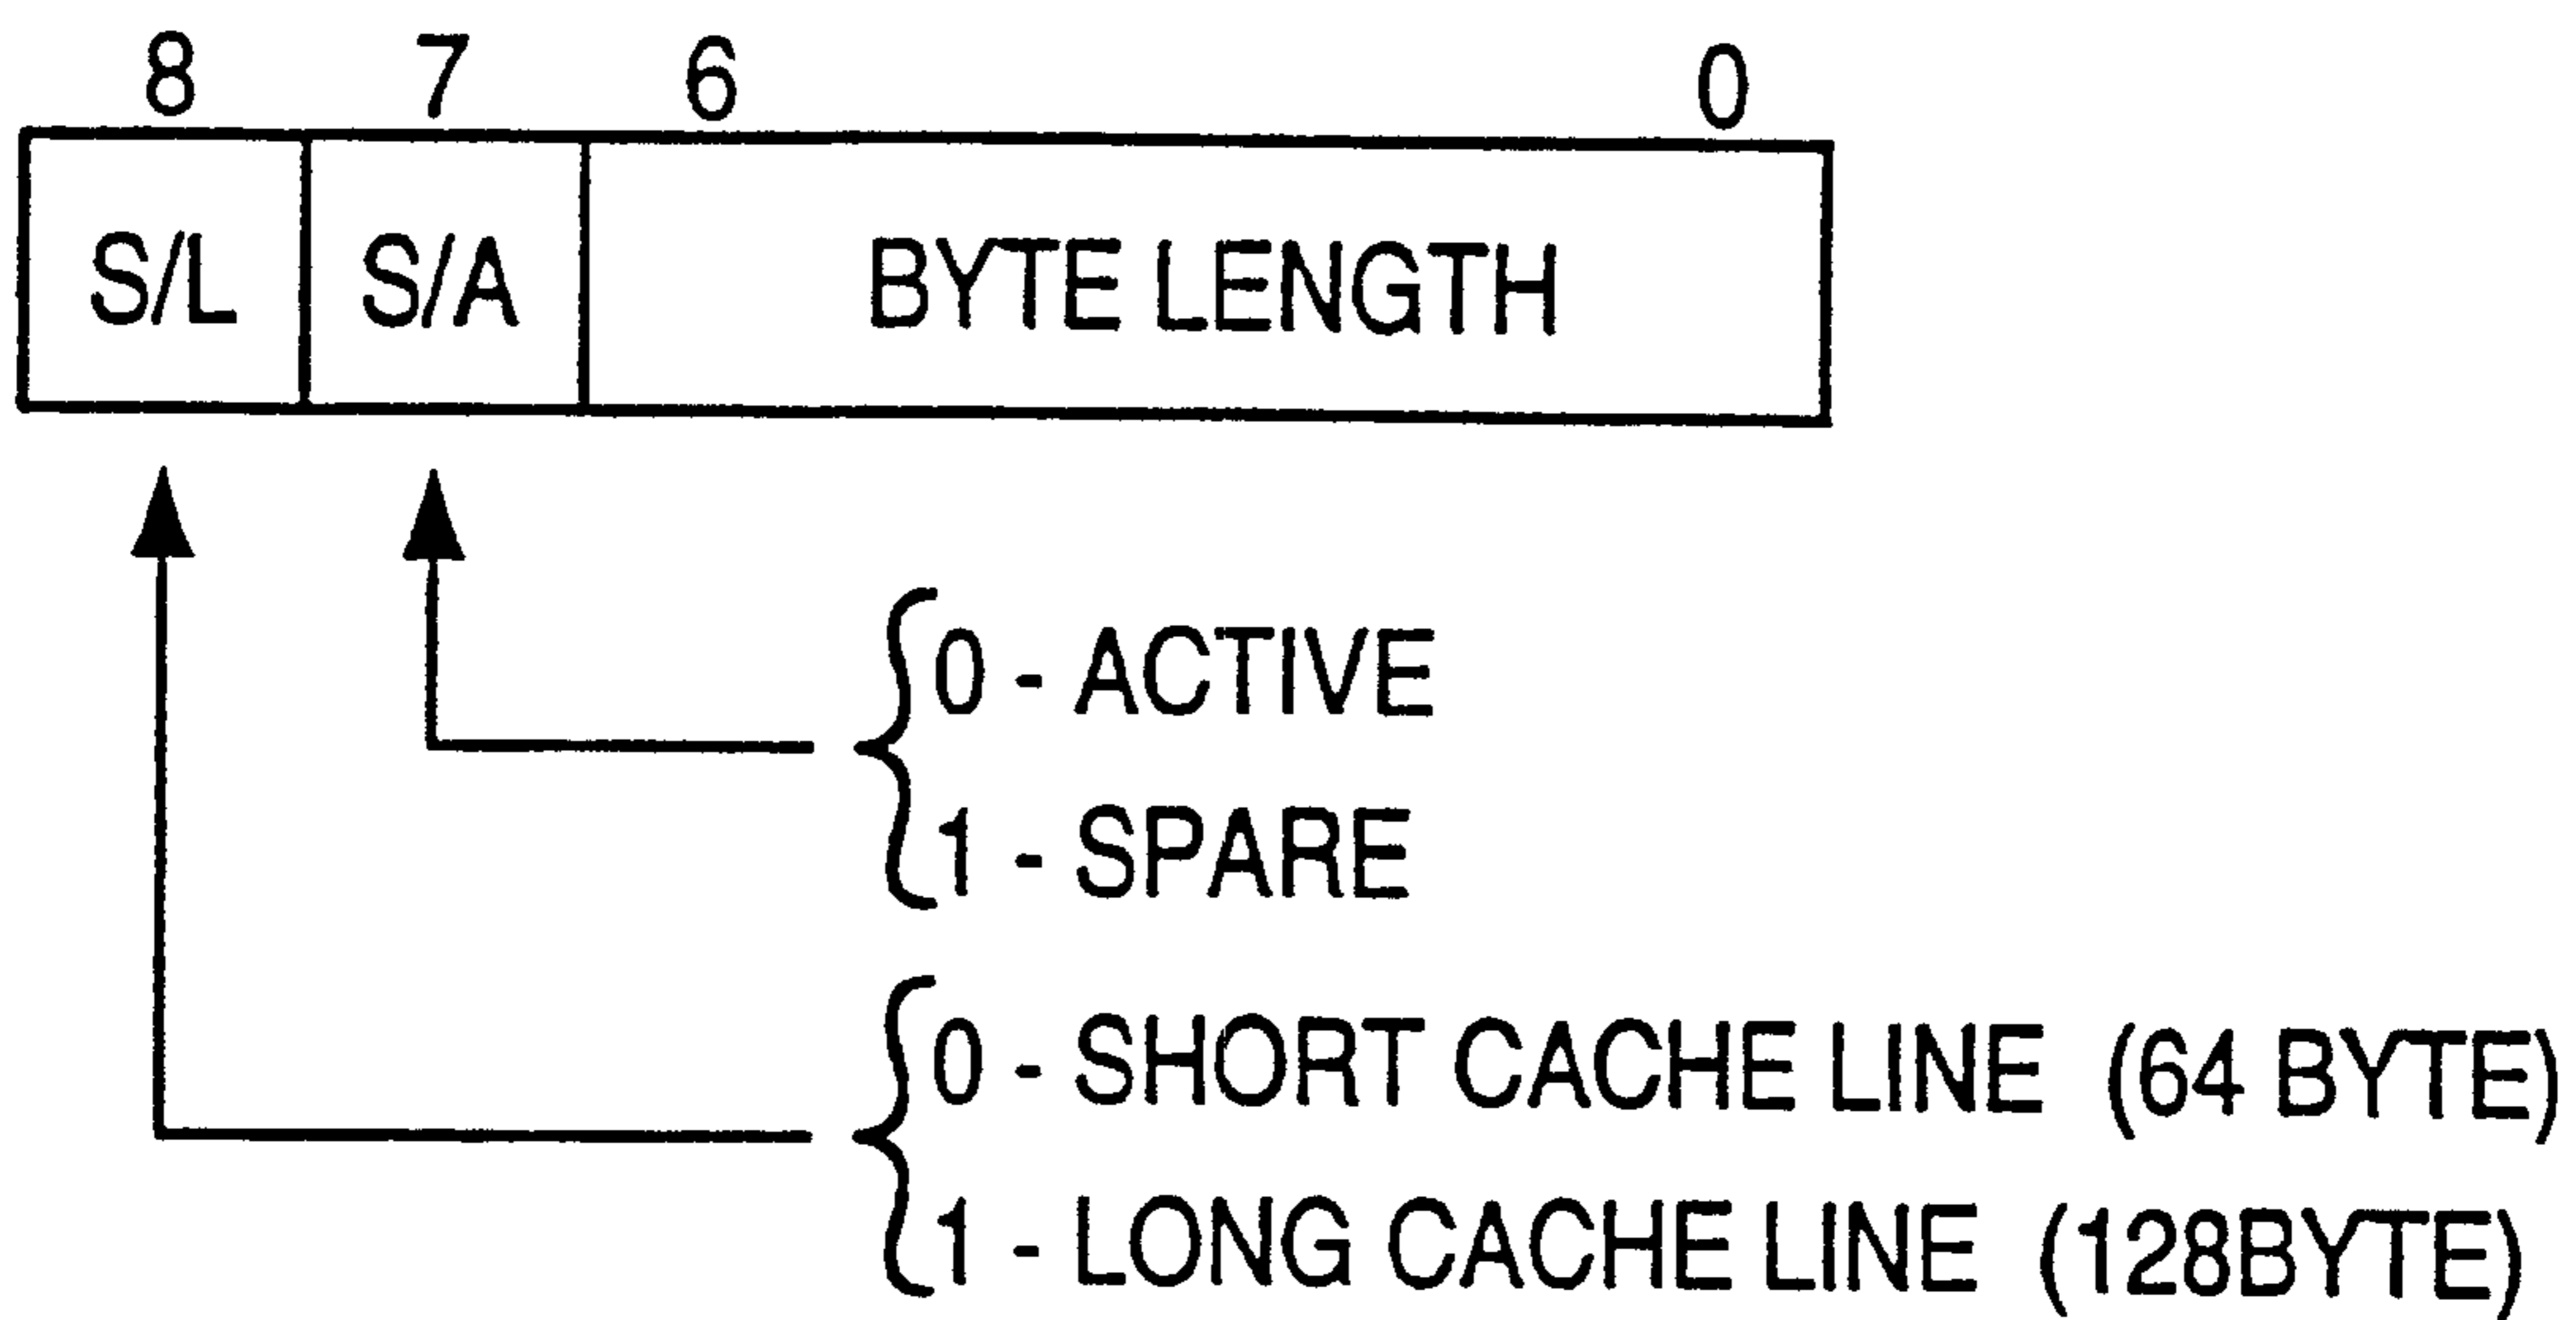 8 7 6 0
S/L S/A BYTE LENGTH
0 - ACTIVE
1 - SPARE
0 - SHORT CACHE LINE (64 BYTE)
1 - LONG CACHE LINE (128BYTE)